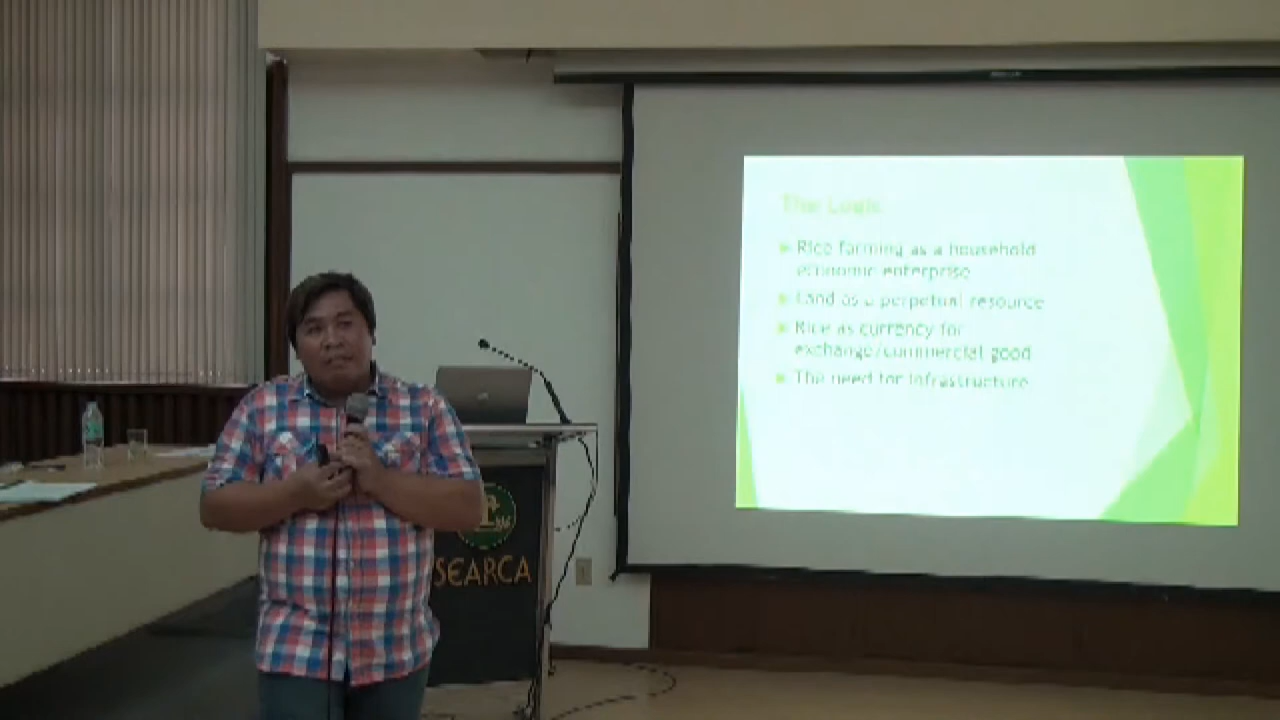 The Logic
Rice farming as a household
economic enterprise
Land as a perpetual resource
Rice as currency for
exchange/commercial good
The need for infrastructure
SEARCA